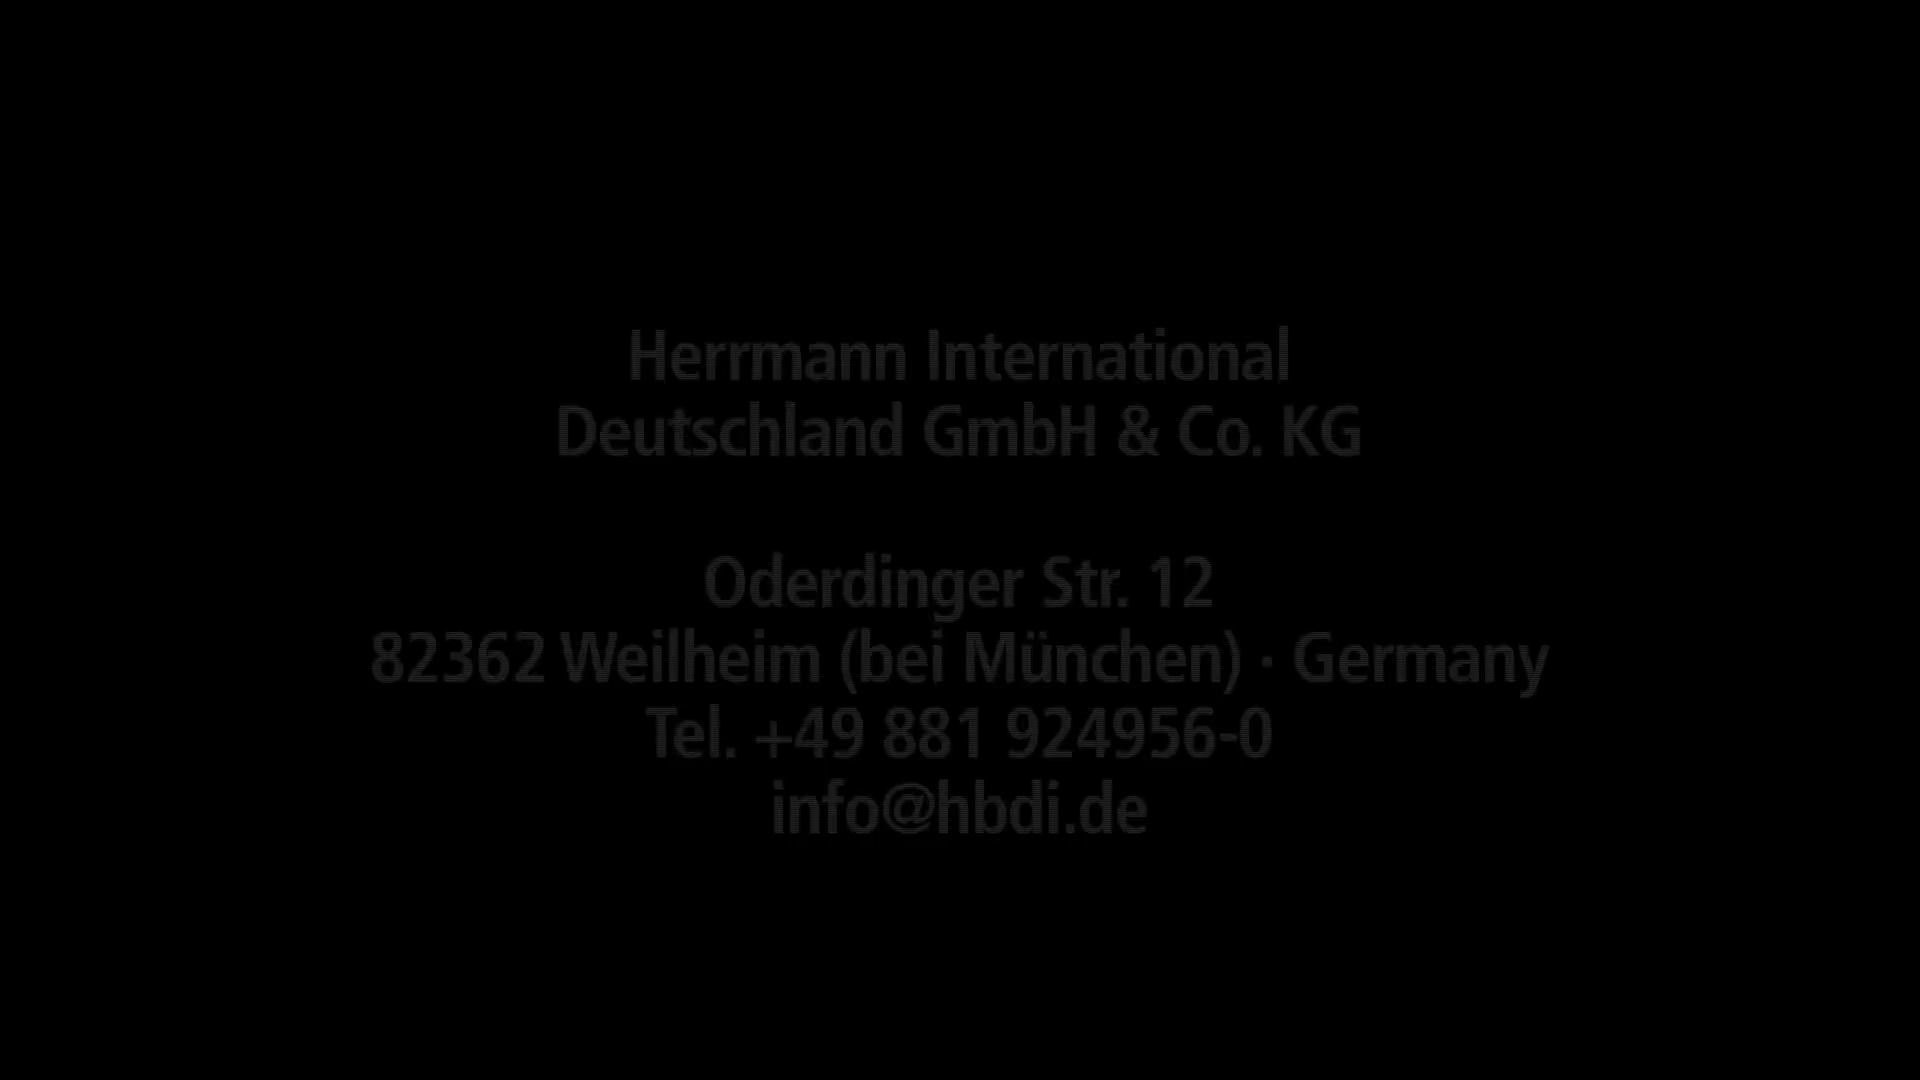 Herrmann International
Deutschland GmbH & Co. KG
Oderdinger Str. 12
82362 Weilheim (bei München) · Germany
Tel. +49 881 924956-0
info@hbdi.de